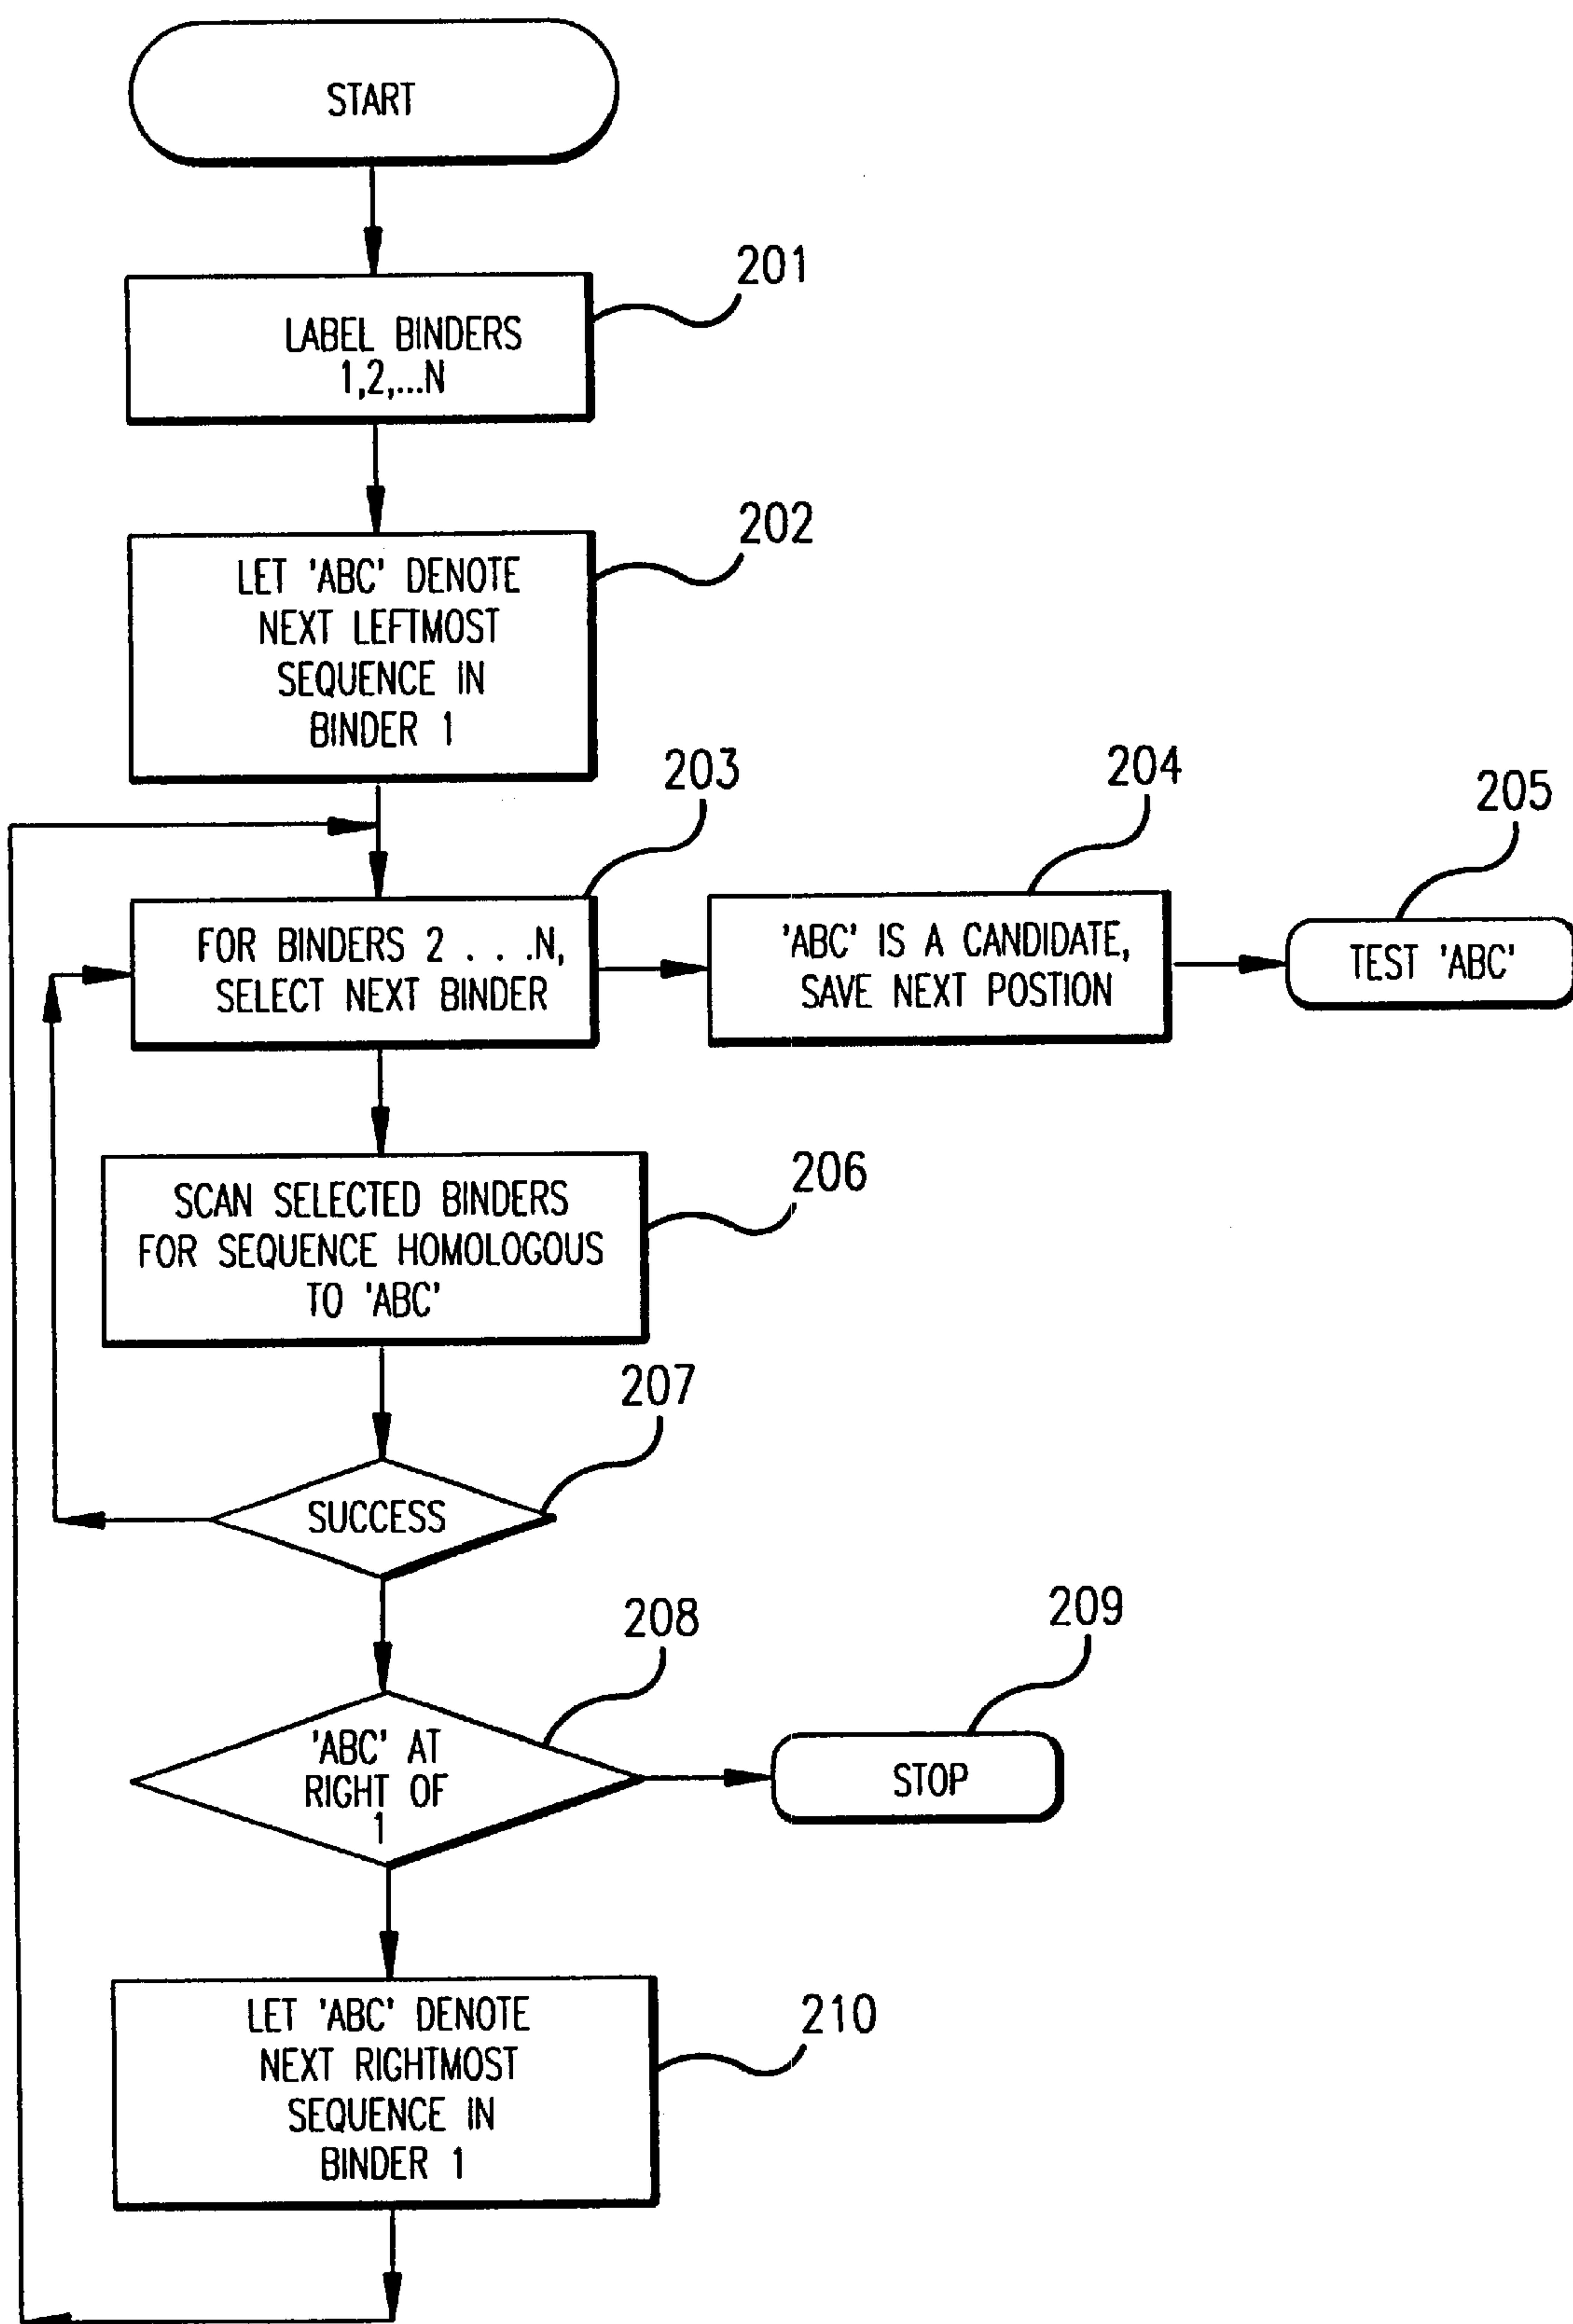 START
201
LABEL BINDERS
1,2,...N
202
LET 'ABC' DENOTE
NEXT LEFTMOST
SEQUENCE IN
BINDER 1
203
204
205
FOR BINDERS 2 . . .N,
SELECT NEXT BINDER
'ABC' IS A CANDIDATE,
SAVE NEXT POSTION
TEST 'ABC'
206
SCAN SELECTED BINDERS
FOR SEQUENCE HOMOLOGOUS
TO 'ABC'
207
SUCCESS
208
209
'ABC' AT
RIGHT OF
1
STOP
210
LET 'ABC' DENOTE
NEXT RIGHTMOST
SEQUENCE IN
BINDER 1